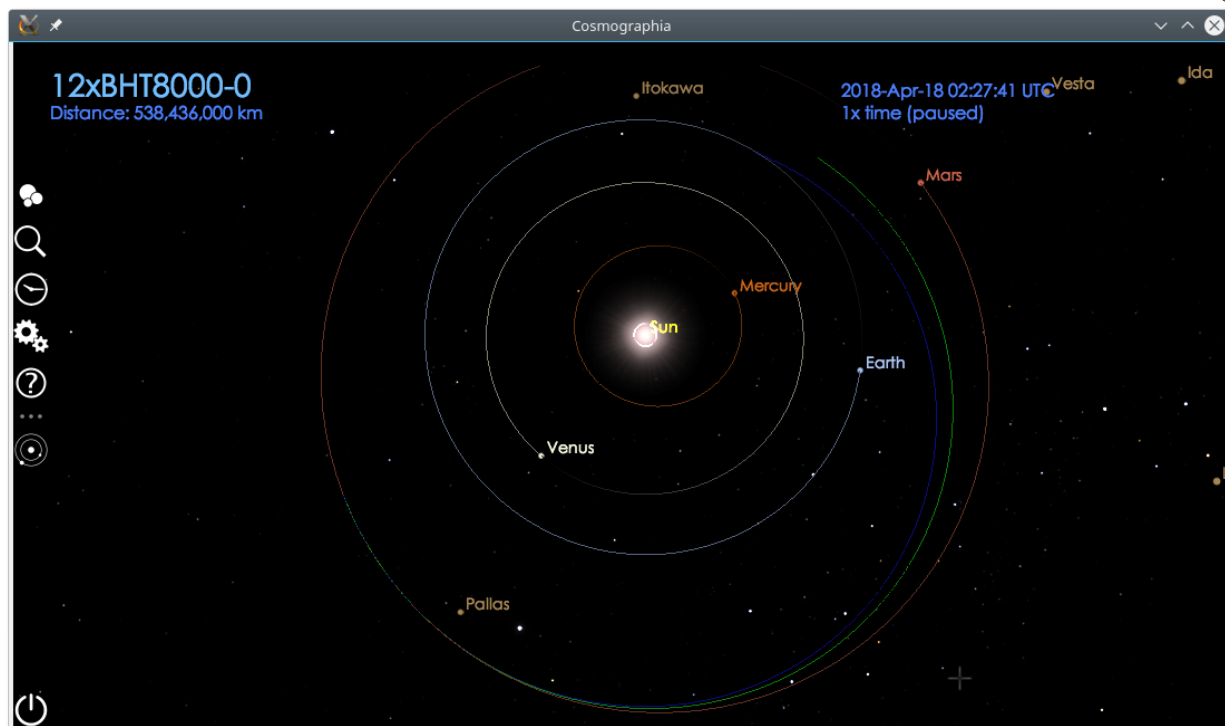 Cosmographia
12xBHT8000-0
Distance: 538,436,000 km
2018-Apr-18 02:27:41 UTC
1x time (paused)
Itokawa
Vesta
Ida
Mars
Mercury
Sun
Earth
Venus
Pallas